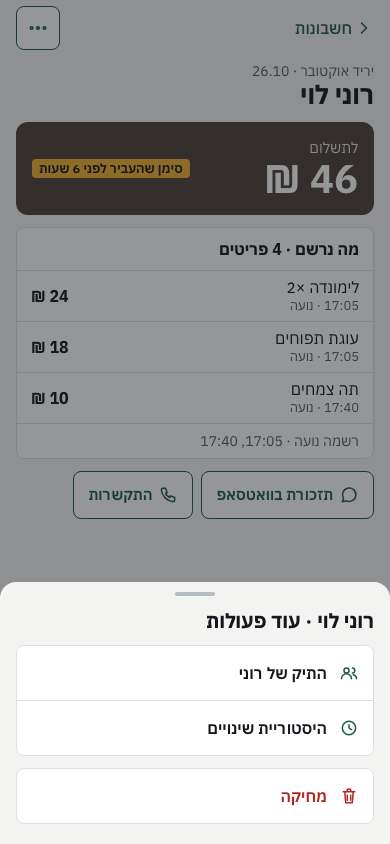 חשבונות
יריד אוקטובר · 26.10
רוני לוי
לתשלום
46 ₪
סימן שהעביר לפני 6 שעות
מה נרשם · 4 פריטים
לימונדה ×2
24 ₪
17:05 · נועה
עוגת תפוחים
18 ₪
17:05 · נועה
תה צמחים
10 ₪
17:40 · נועה
רשמה נועה · 17:05, 17:40
תזכורת בוואטסאפ
התקשרות
רוני לוי · עוד פעולות
התיק של רוני
היסטוריית שינויים
מחיקה